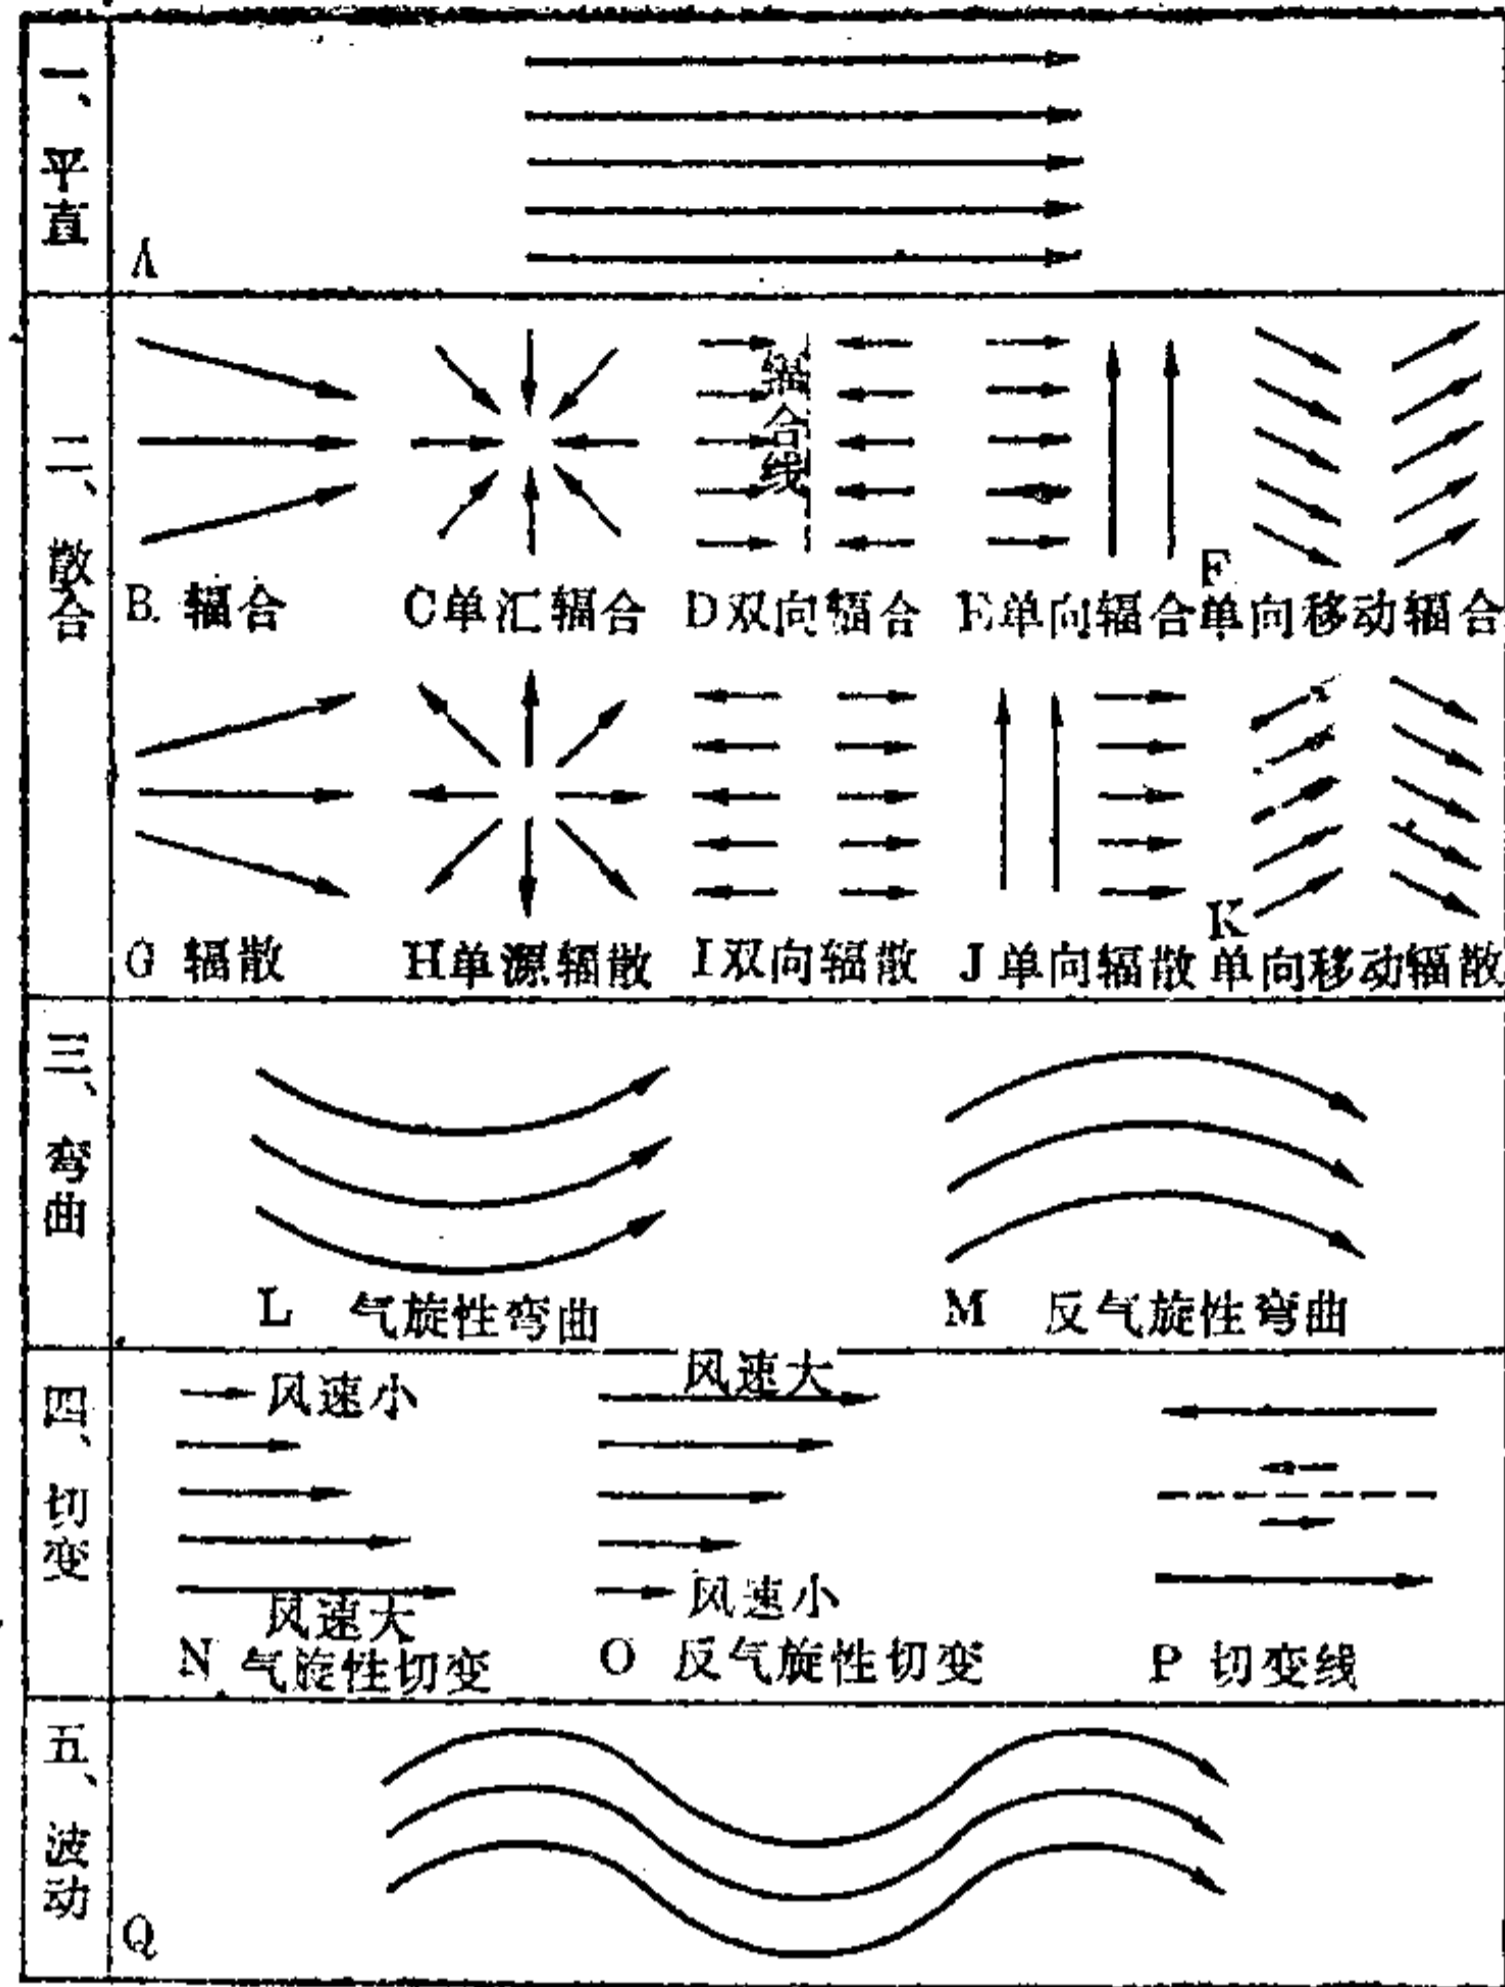 一、平直
A
二、散合
辐合线
B. 辐合
C单汇辐合
D双向辐合
E单向辐合
F
单向移动辐合
G 辐散
H单源辐散
I双向辐散
J单向辐散
K
单向移动辐散
三、弯曲
L 气旋性弯曲
M 反气旋性弯曲
四、切变
风速小
风速大
N 气旋性切变
风速大
风速小
O 反气旋性切变
P 切变线
五、波动
Q